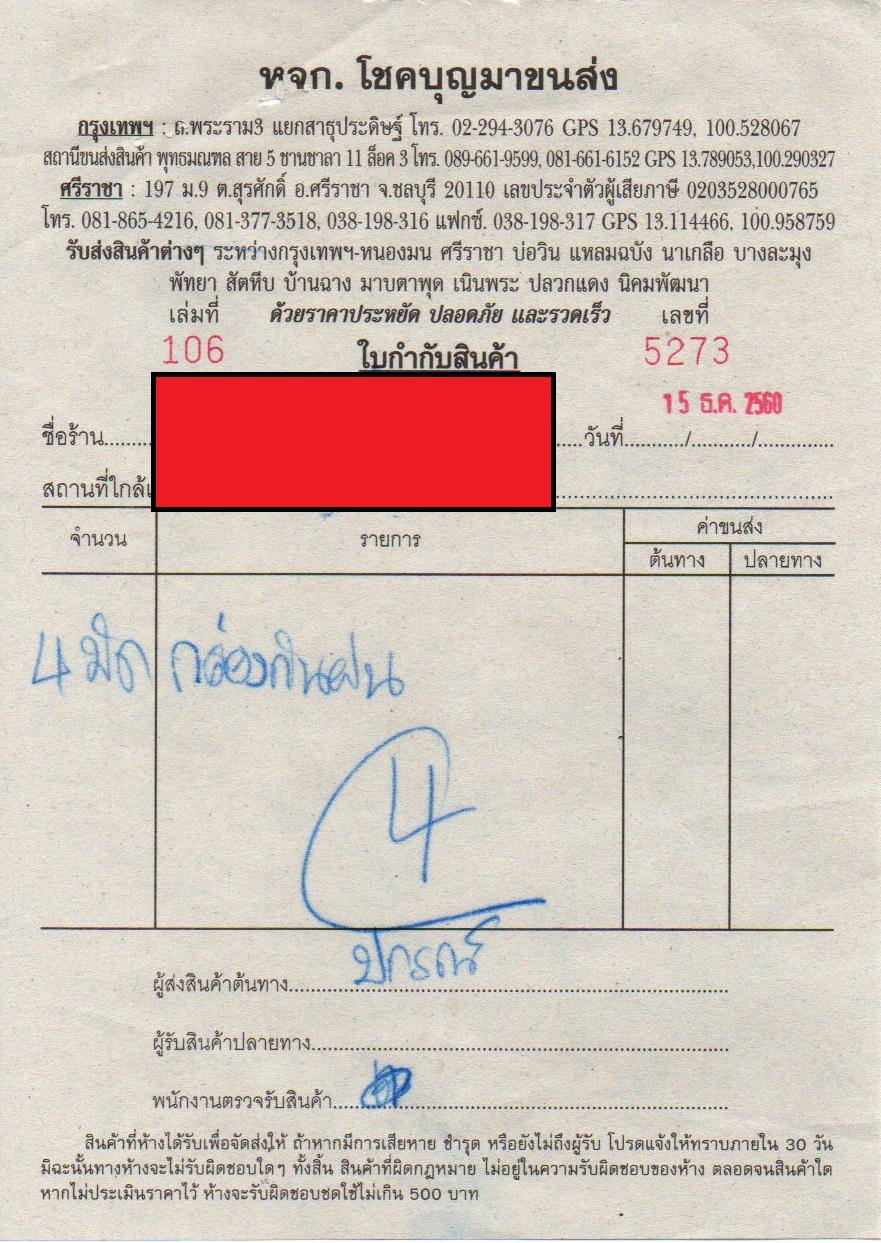 หจก. โชคบุญมาขนส่ง
กรุงเทพฯ : ถ.พระราม3 แยกสาธุประดิษฐ์ โทร. 02-294-3076 GPS 13.679749, 100.528067
สถานีขนส่งสินค้า พุทธมณฑล สาย 5 ชานชาลา 11 ล็อค 3 โทร. 089-661-9599, 081-661-6152 GPS 13.789053,100.290327
ศรีราชา : 197 ม.9 ต.สุรศักดิ์ อ.ศรีราชา จ.ชลบุรี 20110 เลขประจำตัวผู้เสียภาษี 0203528000765
โทร. 081-865-4216, 081-377-3518, 038-198-316 แฟกซ์. 038-198-317 GPS 13.114466, 100.958759
รับส่งสินค้าต่างๆ ระหว่างกรุงเทพฯ-หนองมน ศรีราชา บ่อวิน แหลมฉบัง นาเกลือ บางละมุง
พัทยา สัตหีบ บ้านฉาง มาบตาพุด เนินพระ ปลวกแดง นิคมพัฒนา
เล่มที่ ด้วยราคาประหยัด ปลอดภัย และรวดเร็ว เลขที่
106 ใบกำกับสินค้า 5273
15 ธ.ค. 2560
ชื่อร้าน.......... ......วันที่.........../.........../.............
สถานที่ใกล้
จำนวน รายการ ค่าขนส่ง
ต้นทาง ปลายทาง
4 มัด กล่องกันฝน
4
ปกรณ์
ผู้ส่งสินค้าต้นทาง
ผู้รับสินค้าปลายทาง
พนักงานตรวจรับสินค้า
สินค้าที่ห้างได้รับเพื่อจัดส่งให้ ถ้าหากมีการเสียหาย ชำรุด หรือยังไม่ถึงผู้รับ โปรดแจ้งให้ทราบภายใน 30 วัน
มิฉะนั้นทางห้างจะไม่รับผิดชอบใดๆ ทั้งสิ้น สินค้าที่ผิดกฎหมาย ไม่อยู่ในความรับผิดชอบของห้าง ตลอดจนสินค้าใด
หากไม่ประเมินราคาไว้ ห้างจะรับผิดชอบชดใช้ไม่เกิน 500 บาท